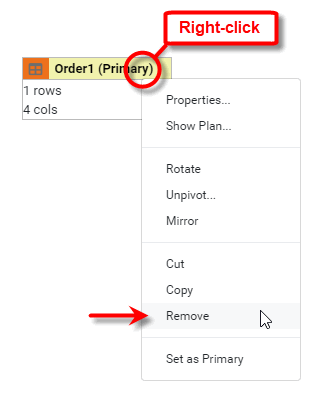 Right-click
Order1 (Primary)
1 rows
4 cols
Properties...
Show Plan...
Rotate
Unpivot...
Mirror
Cut
Copy
Remove
Set as Primary